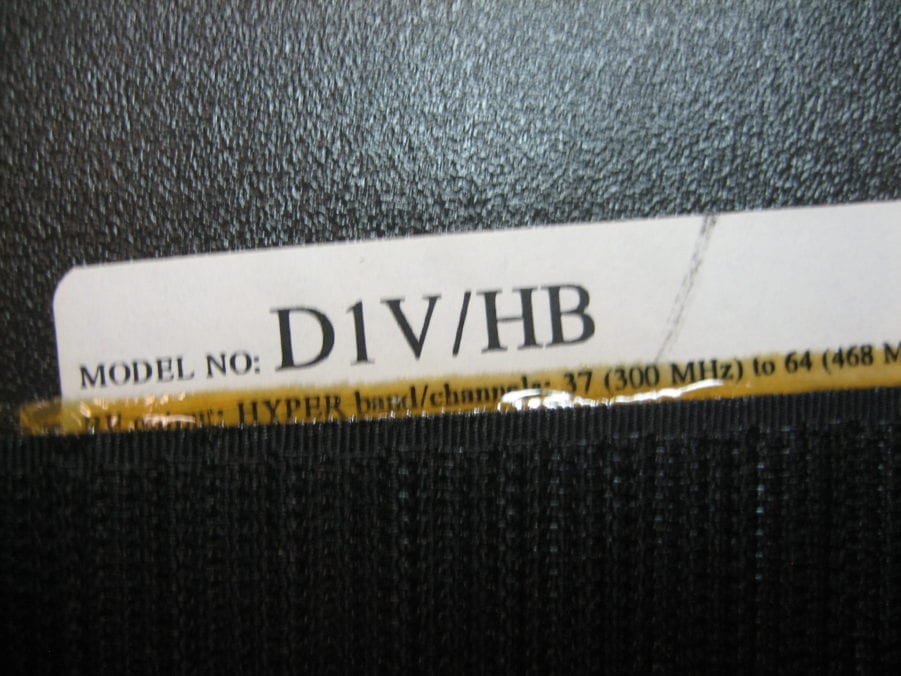 MODEL NO: D1V/HB
HYPER band/channels: 37 (300 MHz) to 64 (468 M